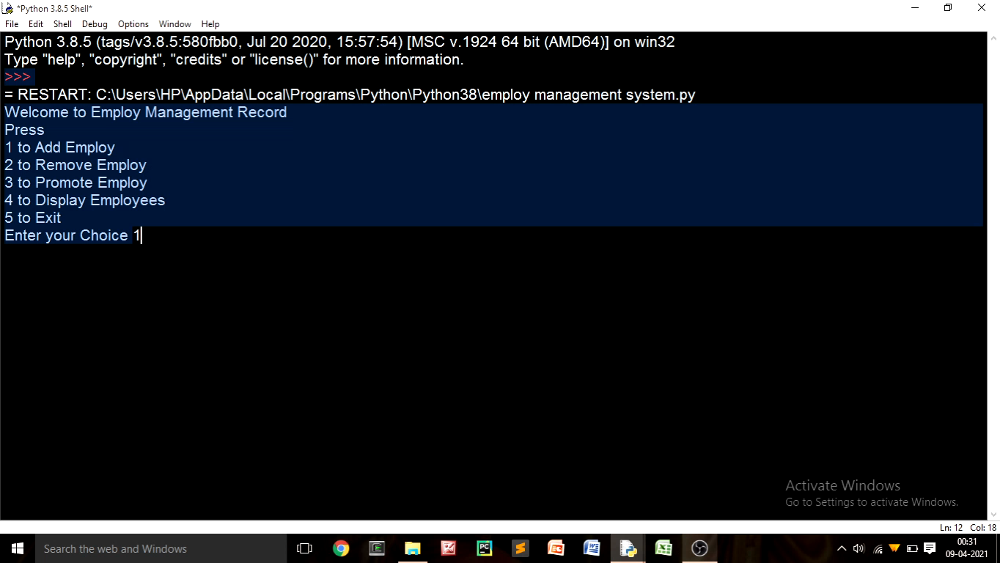 *Python 3.8.5 Shell*
File Edit Shell Debug Options Window Help
Python 3.8.5 (tags/v3.8.5:580fbb0, Jul 20 2020, 15:57:54) [MSC v.1924 64 bit (AMD64)] on win32
Type "help", "copyright", "credits" or "license()" for more information.
>>>
= RESTART: C:\Users\HP\AppData\Local\Programs\Python\Python38\employ management system.py
Welcome to Employ Management Record
Press
1 to Add Employ
2 to Remove Employ
3 to Promote Employ
4 to Display Employees
5 to Exit
Enter your Choice 1
Activate Windows
Go to Settings to activate Windows.
Ln: 12 Col: 18
Search the web and Windows
PC
00:31
09-04-2021